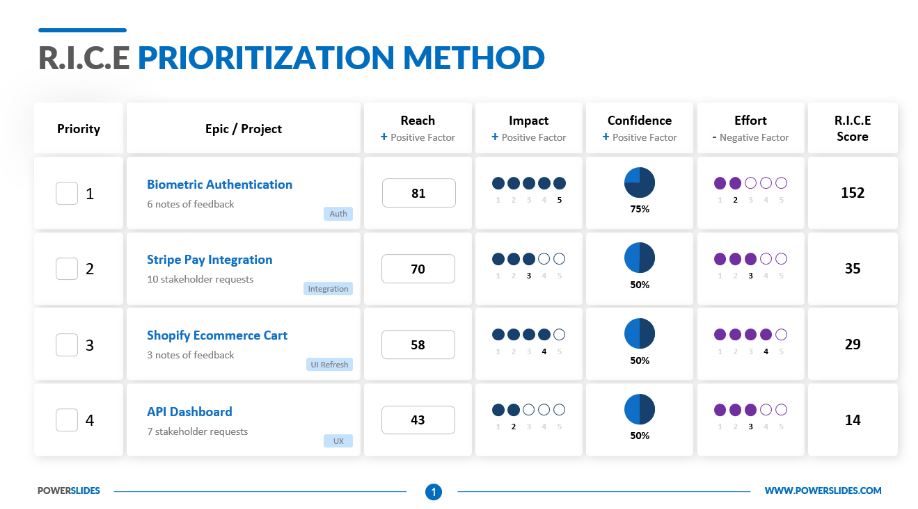 R.I.C.E PRIORITIZATION METHOD
Priority
Epic / Project
Reach
+ Positive Factor
Impact
+ Positive Factor
Confidence
+ Positive Factor
Effort
- Negative Factor
R.I.C.E
Score
1
Biometric Authentication
6 notes of feedback
Auth
81
1 2 3 4 5
75%
1 2 3 4 5
152
2
Stripe Pay Integration
10 stakeholder requests
Integration
70
1 2 3 4 5
50%
1 2 3 4 5
35
3
Shopify Ecommerce Cart
3 notes of feedback
UI Refresh
58
1 2 3 4 5
50%
1 2 3 4 5
29
4
API Dashboard
7 stakeholder requests
UX
43
1 2 3 4 5
50%
1 2 3 4 5
14
POWERSLIDES
1
WWW.POWERSLIDES.COM